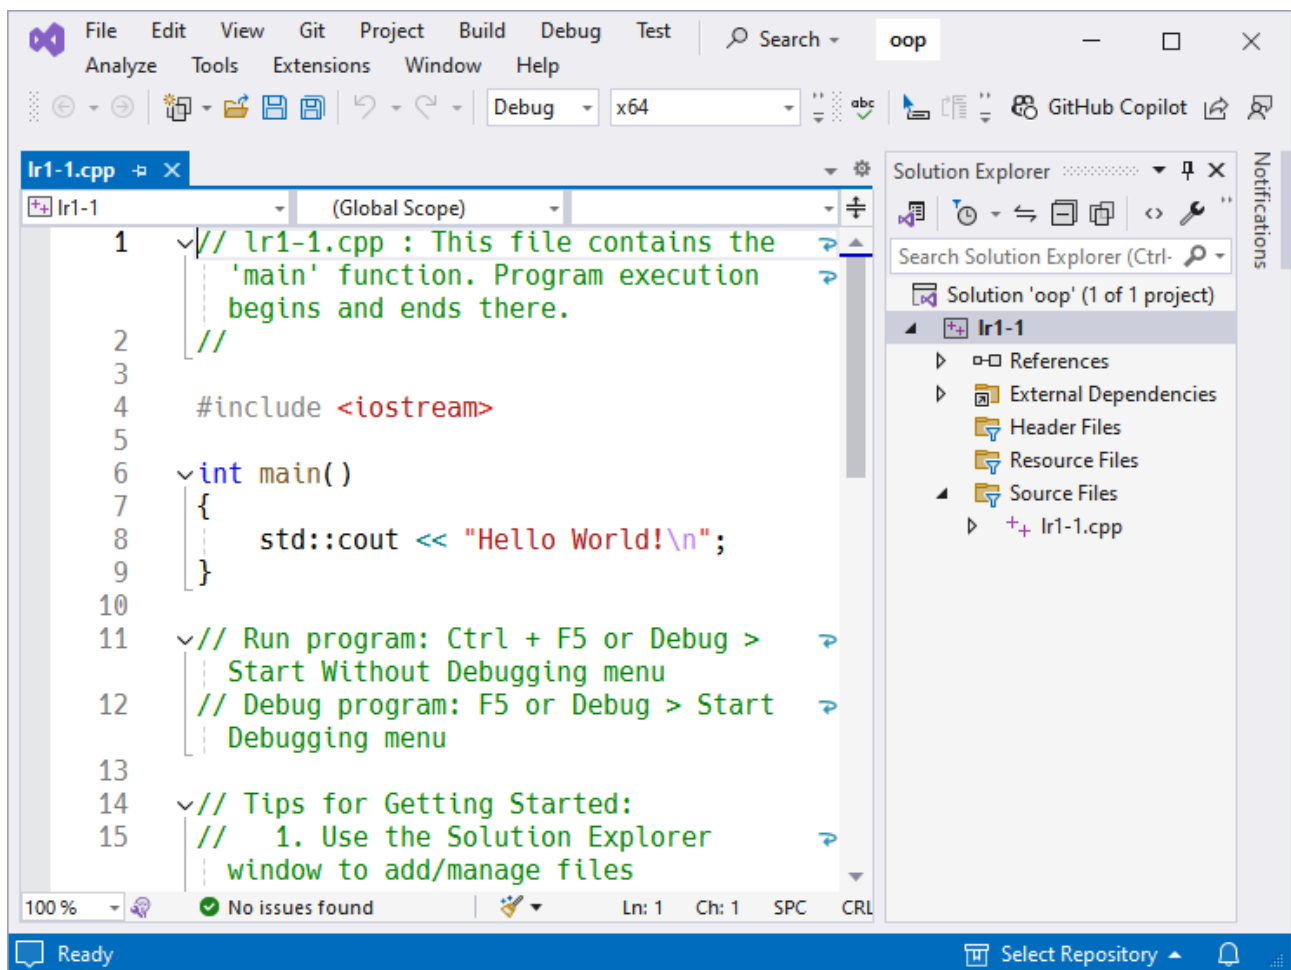 File Edit View Git Project Build Debug Test Search oop
Analyze Tools Extensions Window Help
Debug x64 abc GitHub Copilot
lr1-1.cpp
Solution Explorer
Notifications
lr1-1 (Global Scope)
Search Solution Explorer (Ctrl-
Solution 'oop' (1 of 1 project)
lr1-1
References
External Dependencies
Header Files
Resource Files
Source Files
lr1-1.cpp
1 // lr1-1.cpp : This file contains the
'main' function. Program execution
begins and ends there.
2 //
3
4 #include <iostream>
5
6 int main()
7 {
8 std::cout << "Hello World!\n";
9 }
10
11 // Run program: Ctrl + F5 or Debug >
Start Without Debugging menu
12 // Debug program: F5 or Debug > Start
Debugging menu
13
14 // Tips for Getting Started:
15 // 1. Use the Solution Explorer
window to add/manage files
100 % No issues found Ln: 1 Ch: 1 SPC CRL
Ready Select Repository